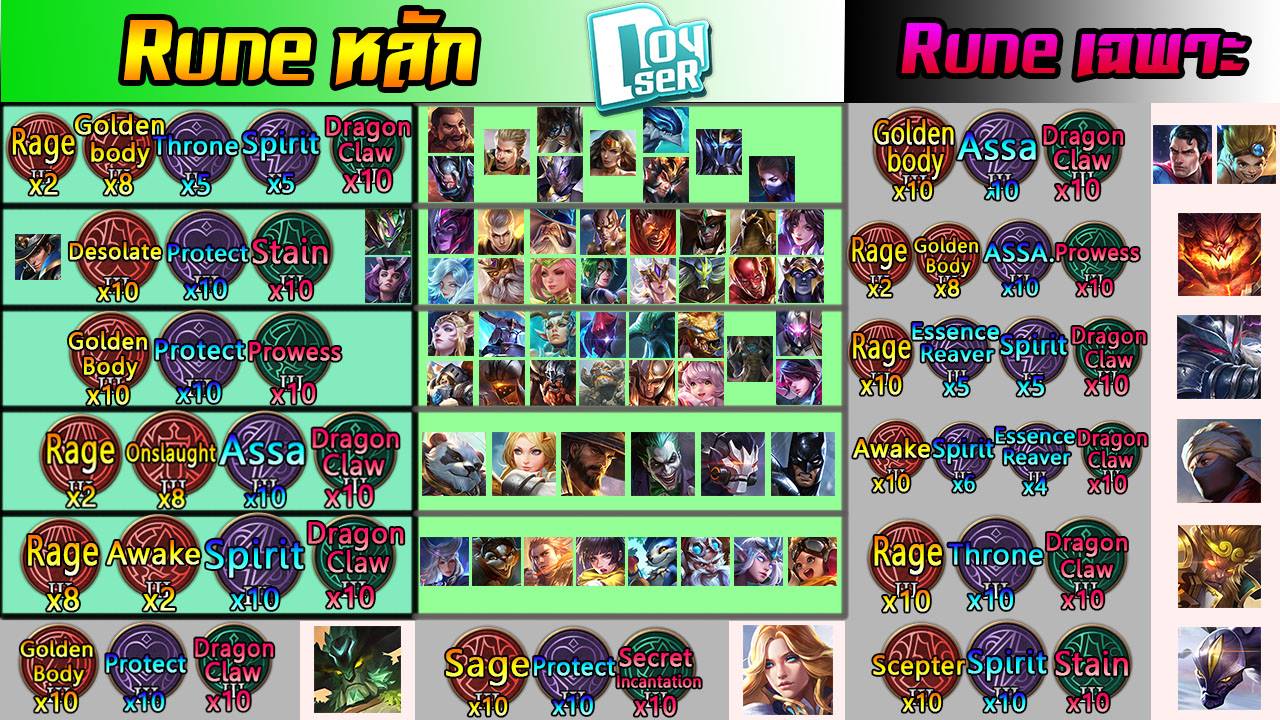 Rune หลัก
DoyseR
Rune เฉพาะ
Rage x2 Golden body x8 Throne x5 Spirit x5 Dragon Claw x10
Desolate x10 Protect x10 Stain x10
Golden Body x10 Protect x10 Prowess x10
Rage x2 Onslaught x8 Assa x10 Dragon Claw x10
Rage x8 Awake x2 Spirit x10 Dragon Claw x10
Golden Body x10 Protect x10 Dragon Claw x10
Sage x10 Protect x10 Secret Incantation x10
Golden body x10 Assa x10 Dragon Claw x10
Rage x2 Golden Body x8 ASSA. x10 Prowess x10
Rage x10 Essence Reaver x5 Spirit x5 Dragon Claw x10
Awake x10 Spirit x6 Essence Reaver x4 Dragon Claw x10
Rage x10 Throne x10 Dragon Claw x10
Scepter x10 Spirit x10 Stain x10